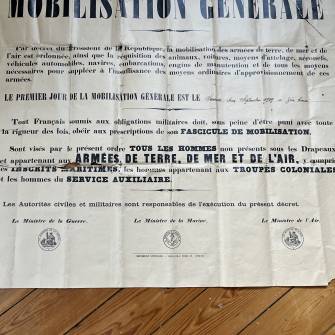 MOBILISATION GÉNÉRALE
Par décret du Président de la République, la mobilisation des armées de terre, de mer et de
l'air est ordonnée, ainsi que la réquisition des animaux, voitures, moyens d'attelage, aéronefs,
véhicules automobiles, navires, embarcations, engins de manutention et de tous les moyens
nécessaires pour suppléer à l'insuffisance des moyens ordinaires d'approvisionnement de ces
armées.
LE PREMIER JOUR DE LA MOBILISATION GÉNÉRALE EST LE
Tout Français soumis aux obligations militaires doit, sous peine d'être puni avec toute
la rigueur des lois, obéir aux prescriptions de son FASCICULE DE MOBILISATION.
Sont visés par le présent ordre TOUS LES HOMMES non présents sous les Drapeaux
et appartenant aux ARMÉES, DE TERRE, DE MER ET DE L'AIR, y compris
les INSCRITS MARITIMES, les hommes appartenant aux TROUPES COLONIALES
et les hommes du SERVICE AUXILIAIRE.
Les Autorités civiles et militaires sont responsables de l'exécution du présent décret.
Le Ministre de la Guerre. Le Ministre de la Marine. Le Ministre de l'Air.